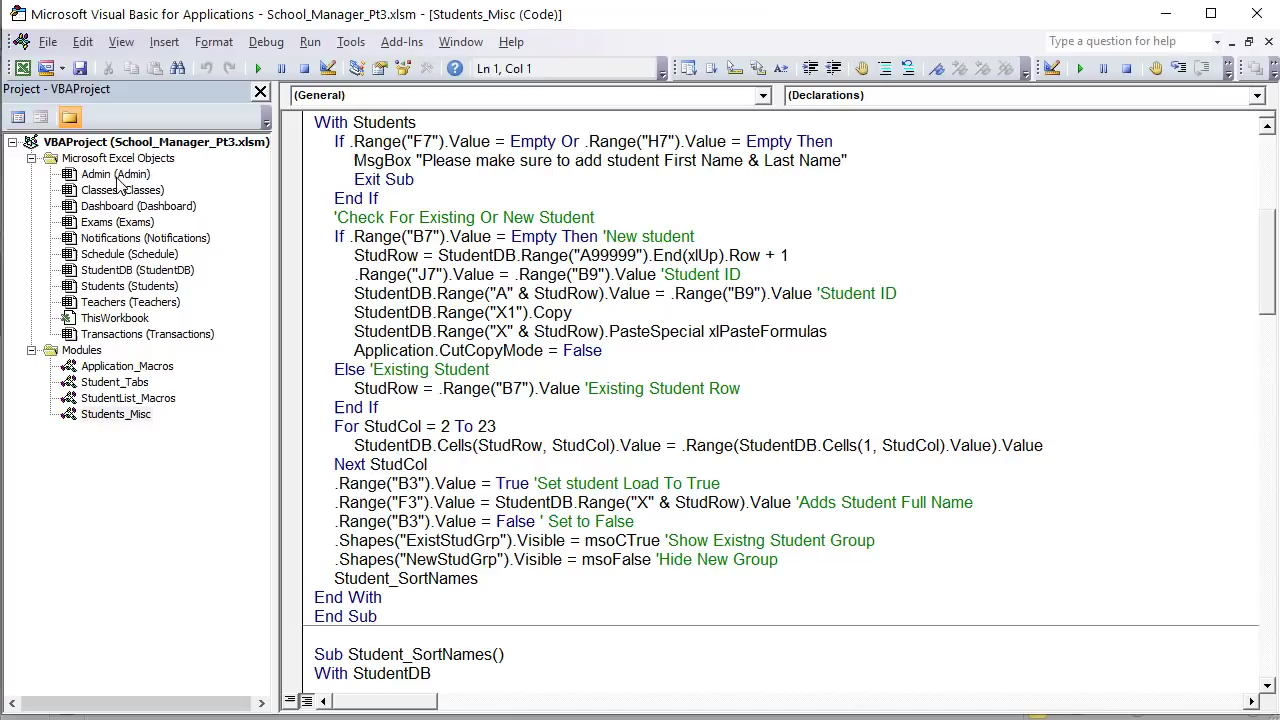 Microsoft Visual Basic for Applications - School_Manager_Pt3.xlsm - [Students_Misc (Code)]
File Edit View Insert Format Debug Run Tools Add-Ins Window Help
Type a question for help
Ln 1, Col 1
Project - VBAProject
(General)
(Declarations)
VBAProject (School_Manager_Pt3.xlsm)
Microsoft Excel Objects
Admin (Admin)
Classes (Classes)
Dashboard (Dashboard)
Exams (Exams)
Notifications (Notifications)
Schedule (Schedule)
StudentDB (StudentDB)
Students (Students)
Teachers (Teachers)
ThisWorkbook
Transactions (Transactions)
Modules
Application_Macros
Student_Tabs
StudentList_Macros
Students_Misc
With Students
If .Range("F7").Value = Empty Or .Range("H7").Value = Empty Then
MsgBox "Please make sure to add student First Name & Last Name"
Exit Sub
End If
'Check For Existing Or New Student
If .Range("B7").Value = Empty Then 'New student
StudRow = StudentDB.Range("A99999").End(xlUp).Row + 1
.Range("J7").Value = .Range("B9").Value 'Student ID
StudentDB.Range("A" & StudRow).Value = .Range("B9").Value 'Student ID
StudentDB.Range("X1").Copy
StudentDB.Range("X" & StudRow).PasteSpecial xlPasteFormulas
Application.CutCopyMode = False
Else 'Existing Student
StudRow = .Range("B7").Value 'Existing Student Row
End If
For StudCol = 2 To 23
StudentDB.Cells(StudRow, StudCol).Value = .Range(StudentDB.Cells(1, StudCol).Value).Value
Next StudCol
.Range("B3").Value = True 'Set student Load To True
.Range("F3").Value = StudentDB.Range("X" & StudRow).Value 'Adds Student Full Name
.Range("B3").Value = False ' Set to False
.Shapes("ExistStudGrp").Visible = msoCTrue 'Show Existng Student Group
.Shapes("NewStudGrp").Visible = msoFalse 'Hide New Group
Student_SortNames
End With
End Sub
Sub Student_SortNames()
With StudentDB